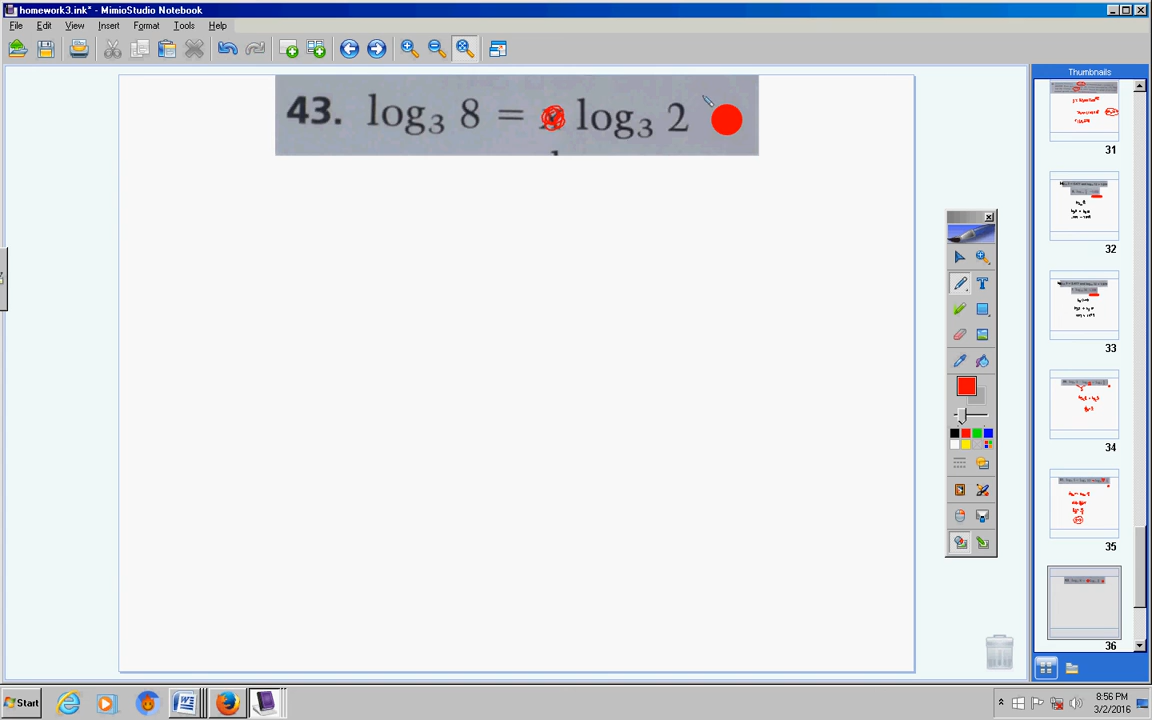 homework3.ink* - MimioStudio Notebook
File Edit View Insert Format Tools Help
Thumbnails
43. log₃ 8 = log₃ 2
31
32
33
34
35
36
Start
8:56 PM
3/2/2016